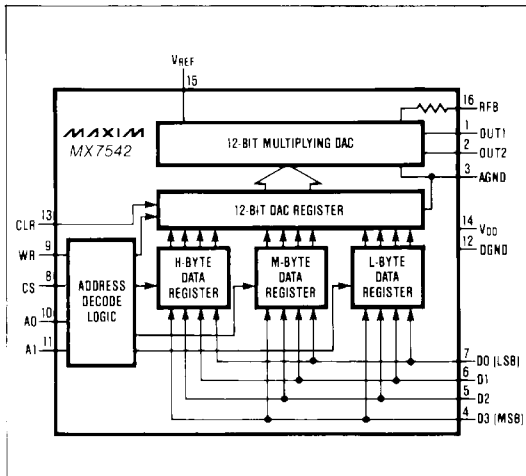 VREF
15
16 RFB
MAXIM
MX7542
12-BIT MULTIPLYING DAC
1 OUT1
2 OUT2
3 AGND
13
CLR
12-BIT DAC REGISTER
14 VDD
12 DGND
WR 9
CS 8
A0 10
A1 11
ADDRESS
DECODE
LOGIC
H-BYTE
DATA
REGISTER
M-BYTE
DATA
REGISTER
L-BYTE
DATA
REGISTER
7 D0 (LSB)
6 D1
5 D2
4 D3 (MSB)